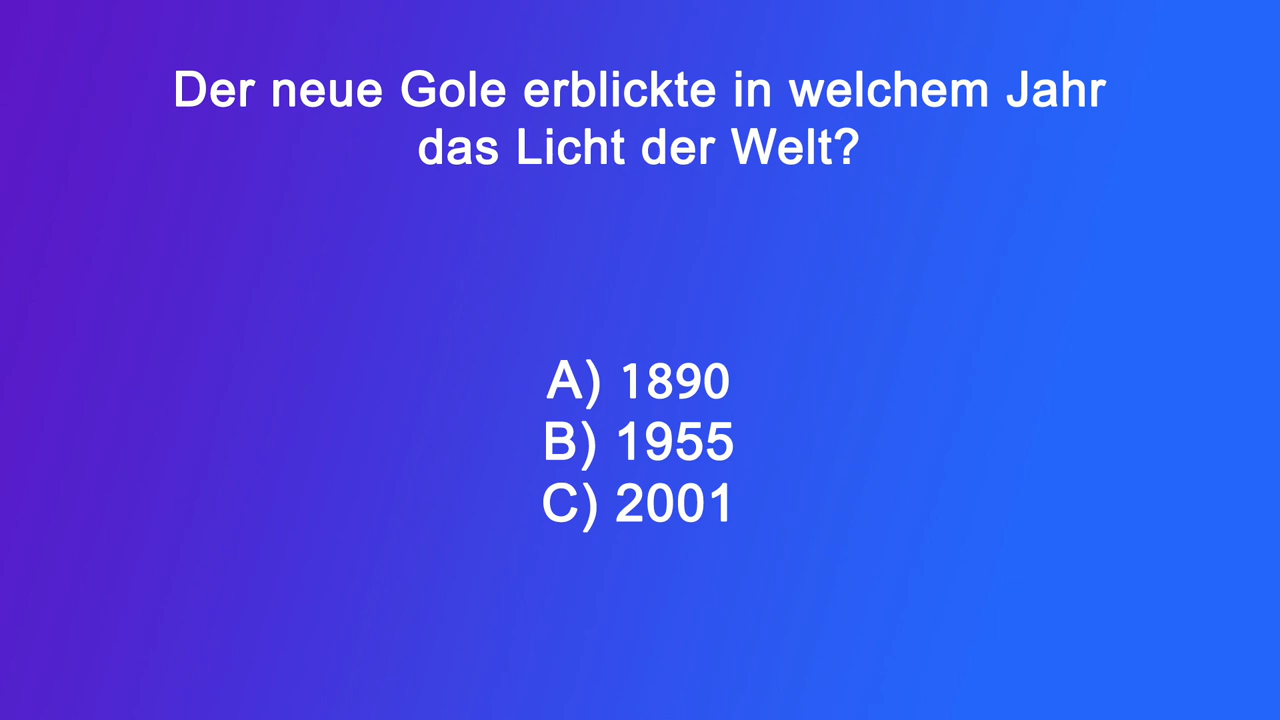 Der neue Gole erblickte in welchem Jahr
das Licht der Welt?
A) 1890
B) 1955
C) 2001